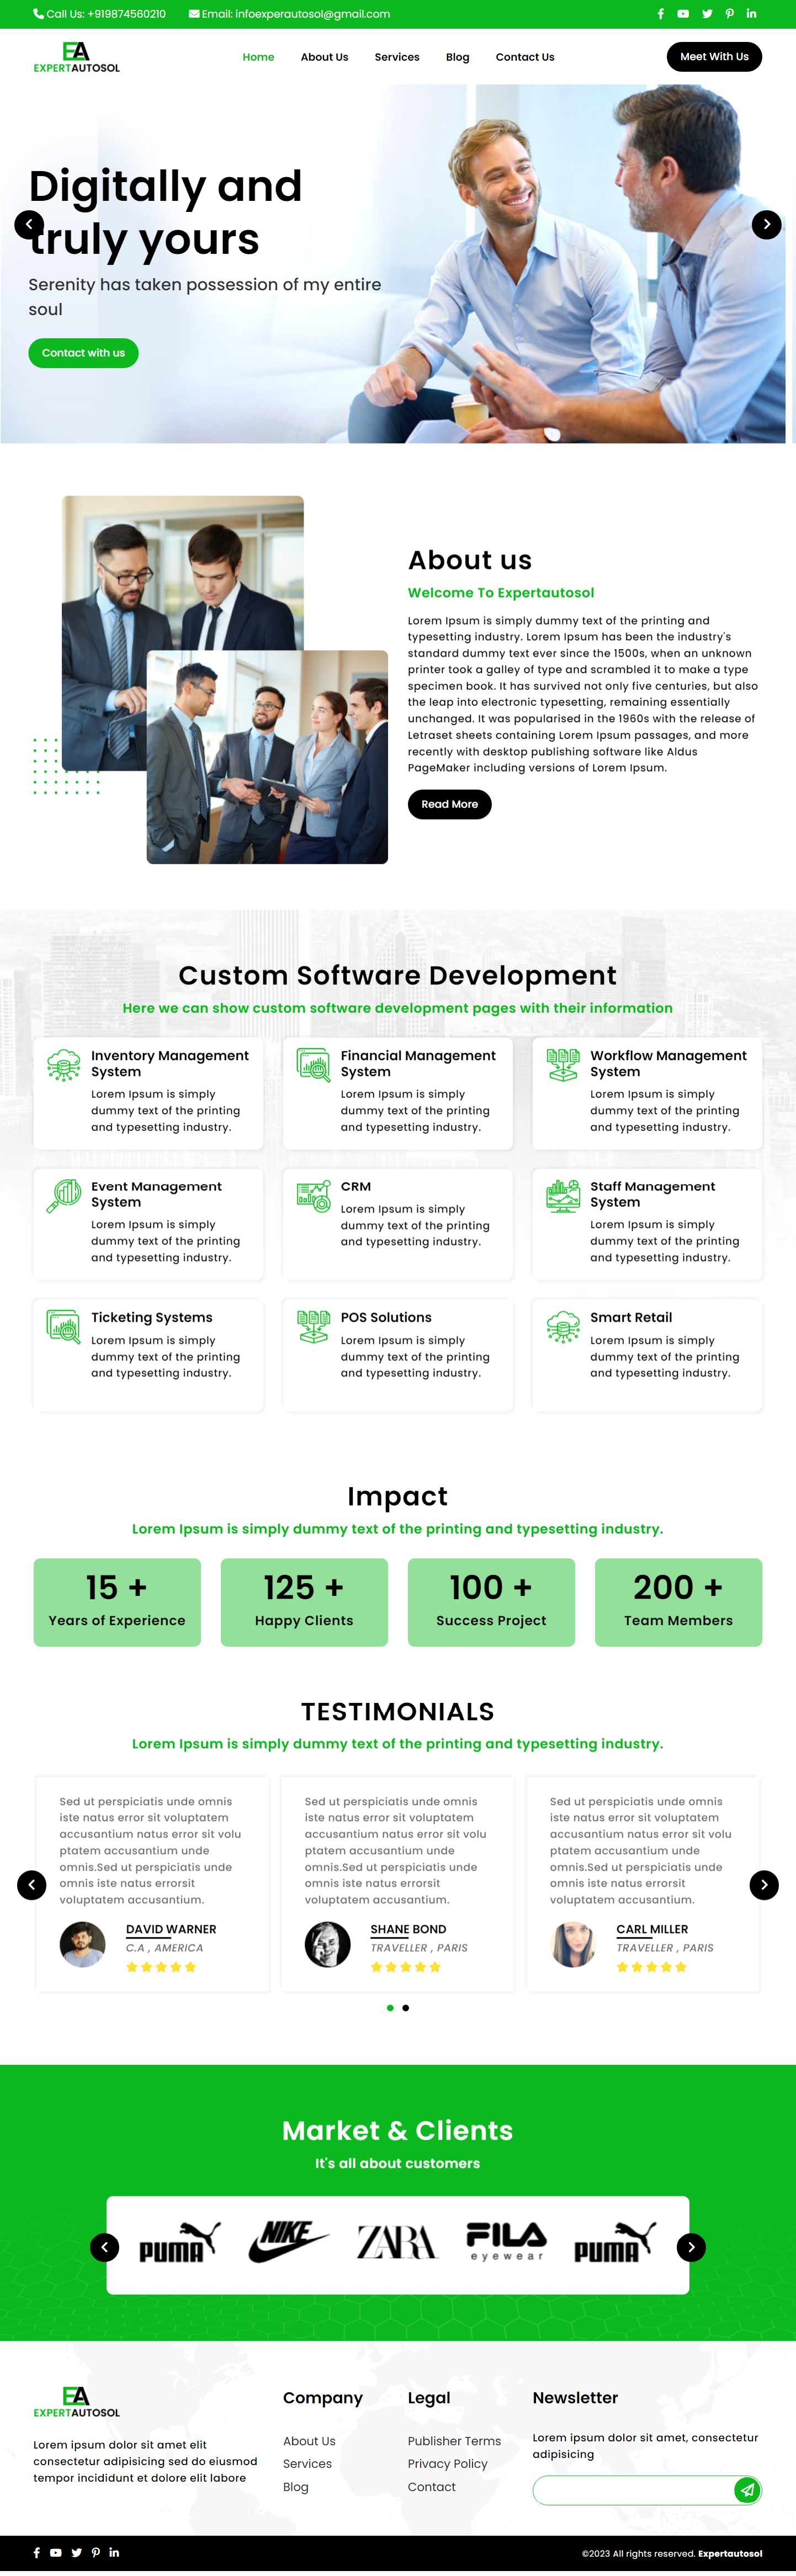 Call Us: +919874560210
Email: infoexperautosol@gmail.com
EA
EXPERTAUTOSOL
Home
About Us
Services
Blog
Contact Us
Meet With Us
Digitally and
truly yours
Serenity has taken possession of my entire
soul
Contact with us
About us
Welcome To Expertautosol
Lorem Ipsum is simply dummy text of the printing and
typesetting industry. Lorem Ipsum has been the industry's
standard dummy text ever since the 1500s, when an unknown
printer took a galley of type and scrambled it to make a type
specimen book. It has survived not only five centuries, but also
the leap into electronic typesetting, remaining essentially
unchanged. It was popularised in the 1960s with the release of
Letraset sheets containing Lorem Ipsum passages, and more
recently with desktop publishing software like Aldus
PageMaker including versions of Lorem Ipsum.
Read More
Custom Software Development
Here we can show custom software development pages with their information
Inventory Management
System
Lorem Ipsum is simply
dummy text of the printing
and typesetting industry.
Financial Management
System
Lorem Ipsum is simply
dummy text of the printing
and typesetting industry.
Workflow Management
System
Lorem Ipsum is simply
dummy text of the printing
and typesetting industry.
Event Management
System
Lorem Ipsum is simply
dummy text of the printing
and typesetting industry.
CRM
Lorem Ipsum is simply
dummy text of the printing
and typesetting industry.
Staff Management
System
Lorem Ipsum is simply
dummy text of the printing
and typesetting industry.
Ticketing Systems
Lorem Ipsum is simply
dummy text of the printing
and typesetting industry.
POS Solutions
Lorem Ipsum is simply
dummy text of the printing
and typesetting industry.
Smart Retail
Lorem Ipsum is simply
dummy text of the printing
and typesetting industry.
Impact
Lorem Ipsum is simply dummy text of the printing and typesetting industry.
15 +
Years of Experience
125 +
Happy Clients
100 +
Success Project
200 +
Team Members
TESTIMONIALS
Lorem Ipsum is simply dummy text of the printing and typesetting industry.
Sed ut perspiciatis unde omnis
iste natus error sit voluptatem
accusantium natus error sit volu
ptatem accusantium unde
omnis.Sed ut perspiciatis unde
omnis iste natus errorsit
voluptatem accusantium.
DAVID WARNER
C.A , AMERICA
Sed ut perspiciatis unde omnis
iste natus error sit voluptatem
accusantium natus error sit volu
ptatem accusantium unde
omnis.Sed ut perspiciatis unde
omnis iste natus errorsit
voluptatem accusantium.
SHANE BOND
TRAVELLER , PARIS
Sed ut perspiciatis unde omnis
iste natus error sit voluptatem
accusantium natus error sit volu
ptatem accusantium unde
omnis.Sed ut perspiciatis unde
omnis iste natus errorsit
voluptatem accusantium.
CARL MILLER
TRAVELLER , PARIS
Market & Clients
It's all about customers
PUMA
NIKE
ZARA
FILA
eyewear
PUMA
EA
EXPERTAUTOSOL
Lorem ipsum dolor sit amet elit
consectetur adipisicing sed do eiusmod
tempor incididunt et dolore elit labore
Company
About Us
Services
Blog
Legal
Publisher Terms
Privacy Policy
Contact
Newsletter
Lorem ipsum dolor sit amet, consectetur
adipisicing
©2023 All rights reserved. Expertautosol